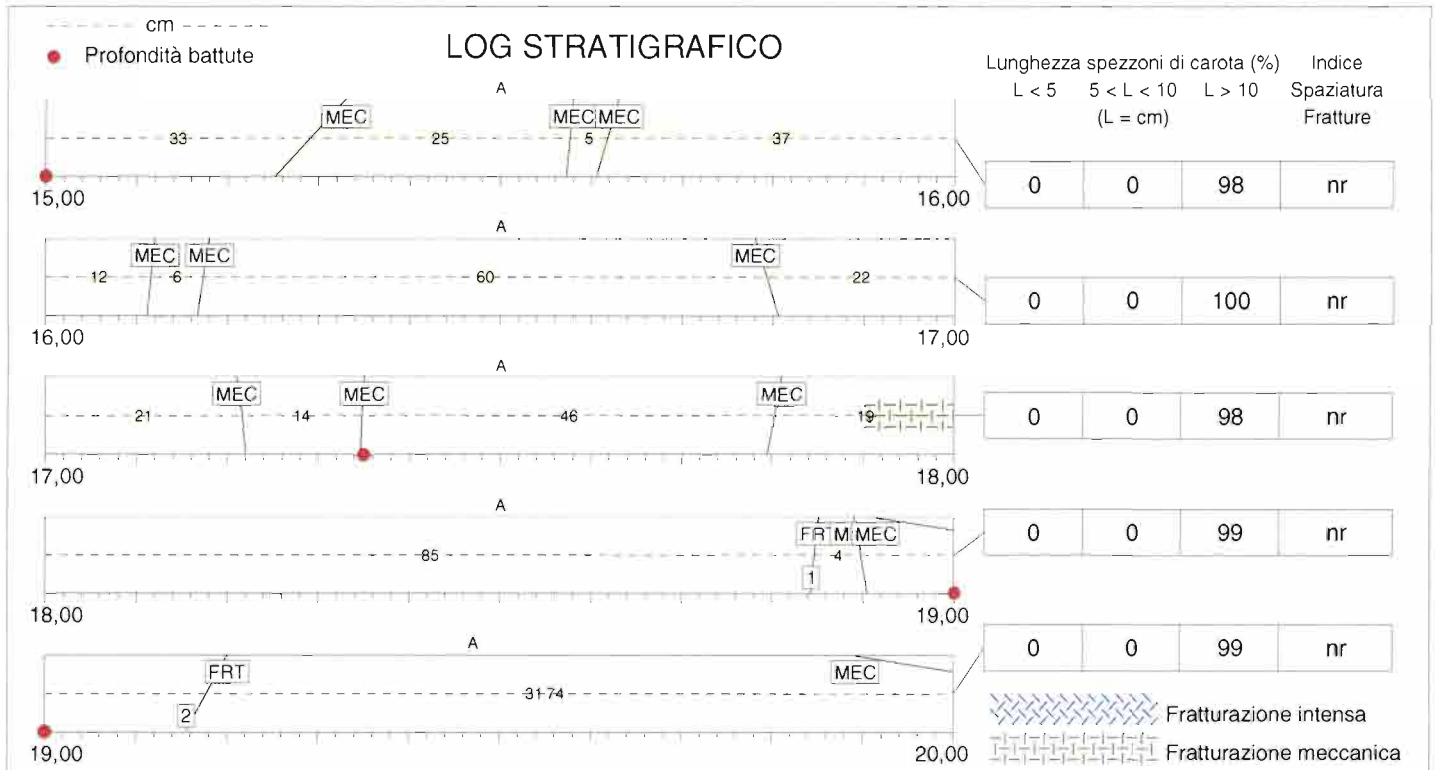 cm
Profondità battute
LOG STRATIGRAFICO
Lunghezza spezzoni di carota (%)
Indice Spaziatura Fratture
L < 5
5 < L < 10
L > 10
(L = cm)
A
MEC
MEC
MEC
33
25
5
37
15,00
16,00
0
0
98
nr
A
MEC
MEC
MEC
12
6
60
22
16,00
17,00
0
0
100
nr
A
MEC
MEC
MEC
21
14
46
19
17,00
18,00
0
0
98
nr
A
FRT
MEC
85
4
1
18,00
19,00
0
0
99
nr
A
FRT
MEC
31
74
2
19,00
20,00
0
0
99
nr
Fratturazione intensa
Fratturazione meccanica